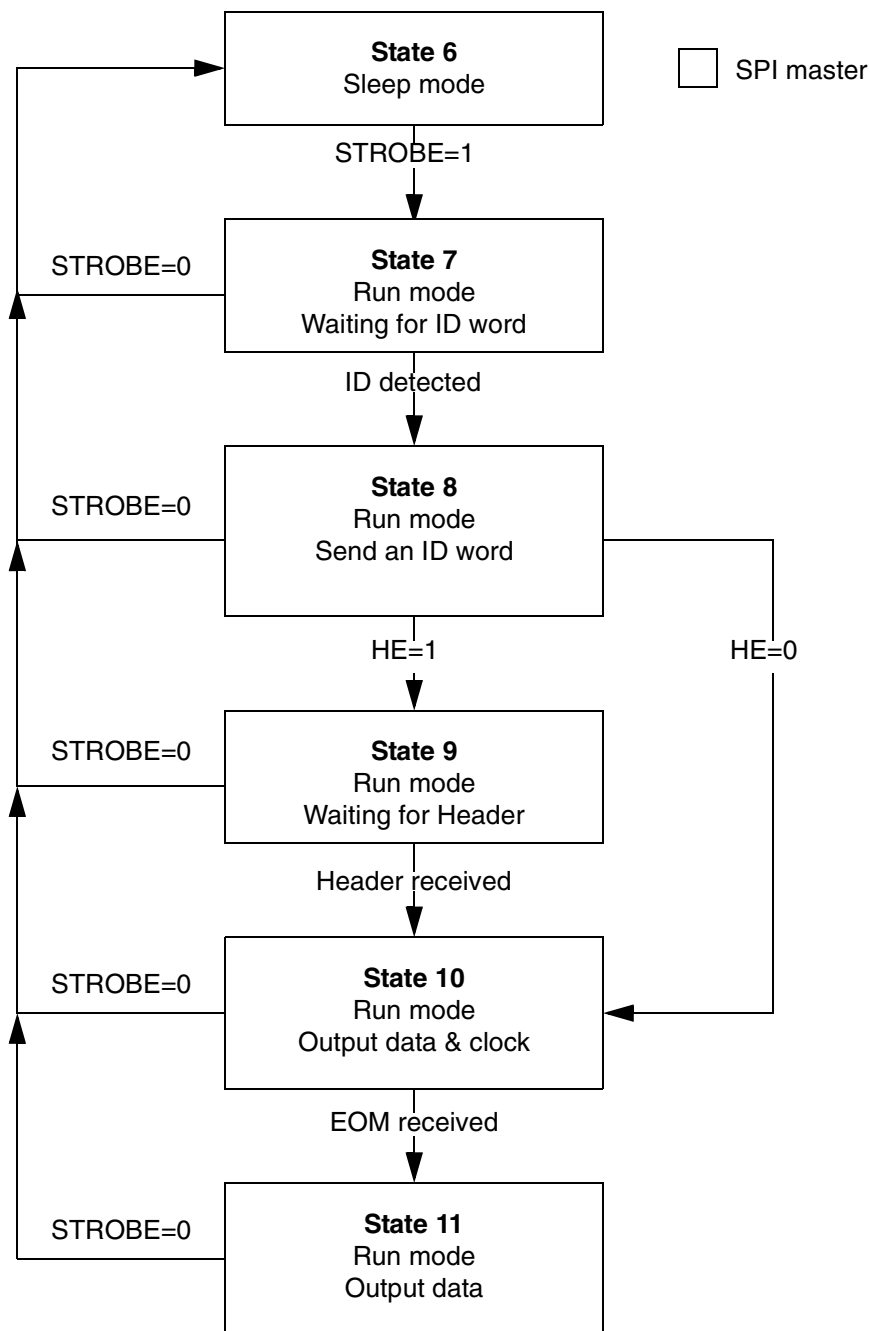 State 6
Sleep mode
SPI master
STROBE=1
State 7
Run mode
Waiting for ID word
STROBE=0
ID detected
State 8
Run mode
Send an ID word
STROBE=0
HE=1
HE=0
State 9
Run mode
Waiting for Header
STROBE=0
Header received
State 10
Run mode
Output data & clock
STROBE=0
EOM received
State 11
Run mode
Output data
STROBE=0